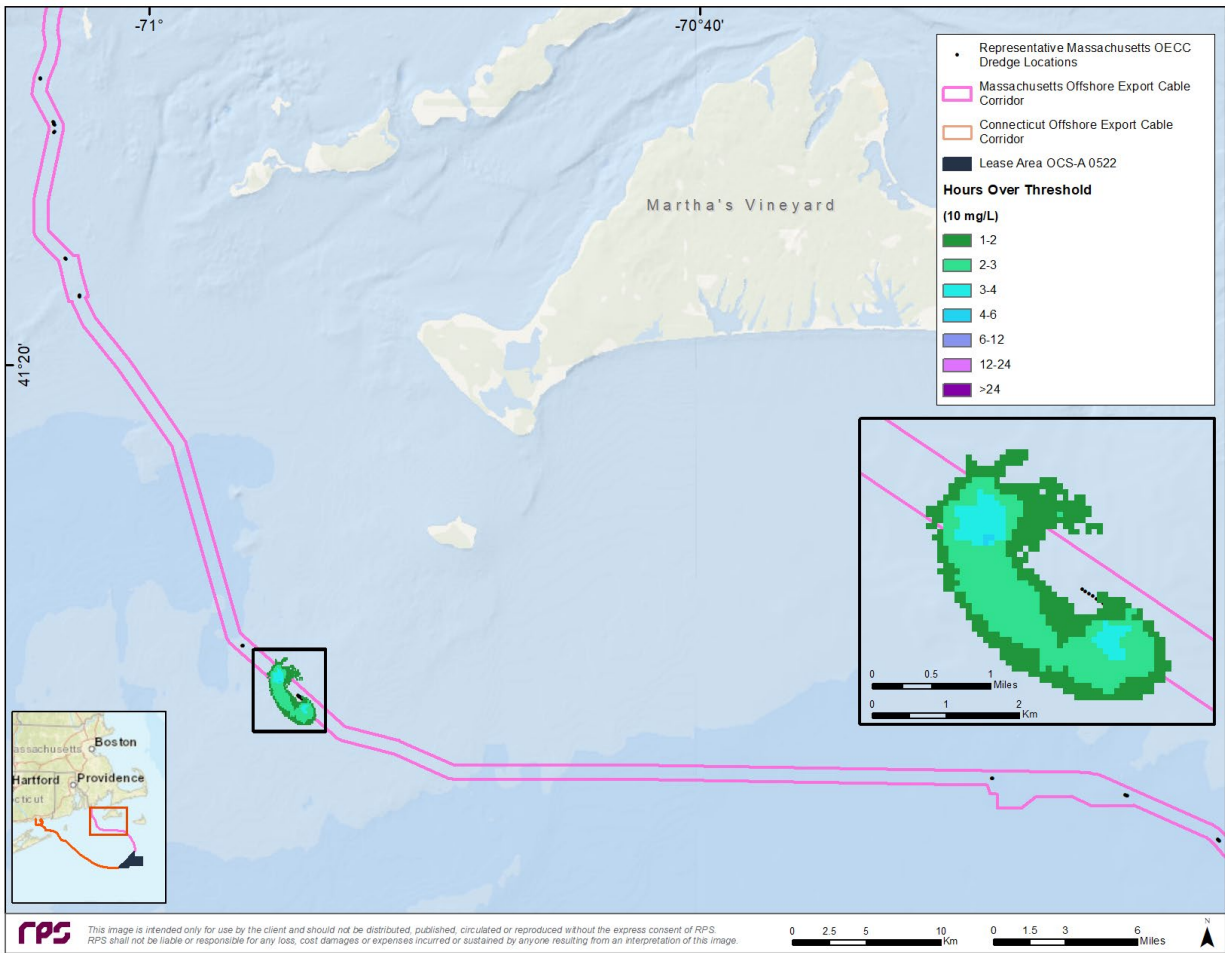 -71°
-70°40'
41°20'
Martha's Vineyard
Representative Massachusetts OECC
Dredge Locations
Massachusetts Offshore Export Cable
Corridor
Connecticut Offshore Export Cable
Corridor
Lease Area OCS-A 0522
Hours Over Threshold
(10 mg/L)
1-2
2-3
3-4
4-6
6-12
12-24
>24
0 0.5 1
Miles
0 1 2
Km
assachusetts
Boston
Hartford
Providence
cticut
RPS
This image is intended only for use by the client and should not be distributed, published, circulated or reproduced without the express consent of RPS.
RPS shall not be liable or responsible for any loss, cost damages or expenses incurred or sustained by anyone resulting from an interpretation of this image.
0 2.5 5 10
Km
0 1.5 3 6
Miles
N